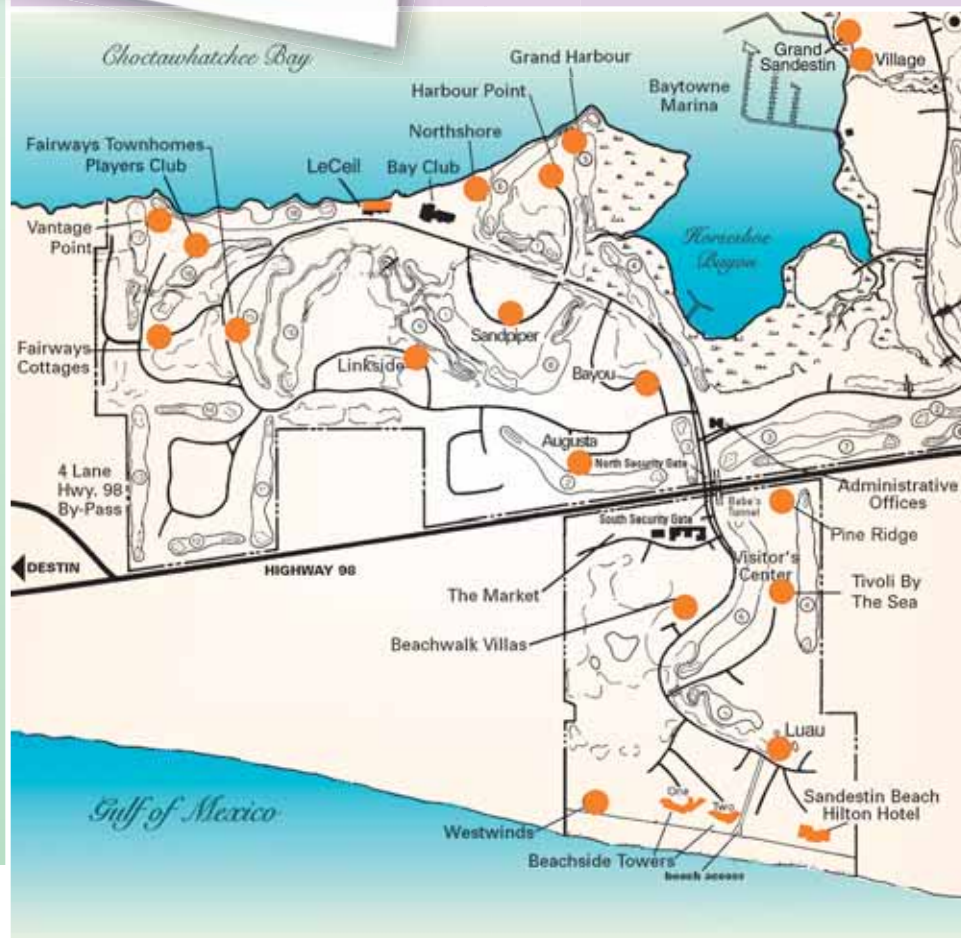 Choctawhatchee Bay
Grand Harbour
Harbour Point
Northshore
Bay Club
LeCeil
Fairways Townhomes
Players Club
Vantage
Point
Fairways
Cottages
Grand
Sandestin
Village
Baytowne
Marina
Horseshoe
Bayou
Sandpiper
Linkside
Bayou
Augusta
North Security Gate
4 Lane
Hwy. 98
By-Pass
DESTIN
HIGHWAY 98
Administrative
Offices
Babe's
Tunnel
South Security Gate
Pine Ridge
Visitor's
Center
The Market
Tivoli By
The Sea
Beachwalk Villas
Luau
One
Two
Sandestin Beach
Hilton Hotel
Westwinds
Beachside Towers
beach access
Gulf of Mexico